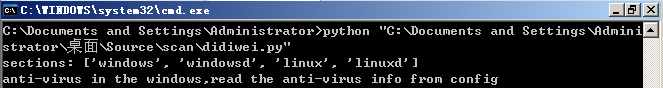 C:\WINDOWS\system32\cmd.exe
C:\Documents and Settings\Administrator>python "C:\Documents and Settings\Admini
strator\桌面\Source\scan\didiwei.py"
sections: ['windows', 'windowsd', 'linux', 'linuxd']
anti-virus in the windows,read the anti-virus info from config